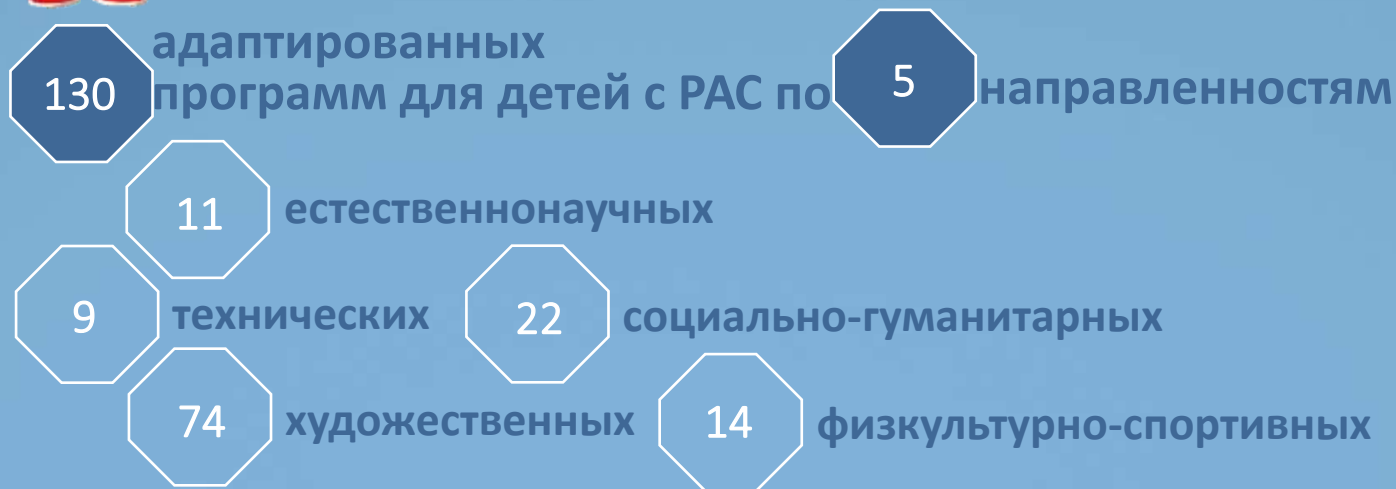 адаптированных
130 программ для детей с РАС по 5 направленностям
11 естественнонаучных
9 технических 22 социально-гуманитарных
74 художественных 14 физкультурно-спортивных